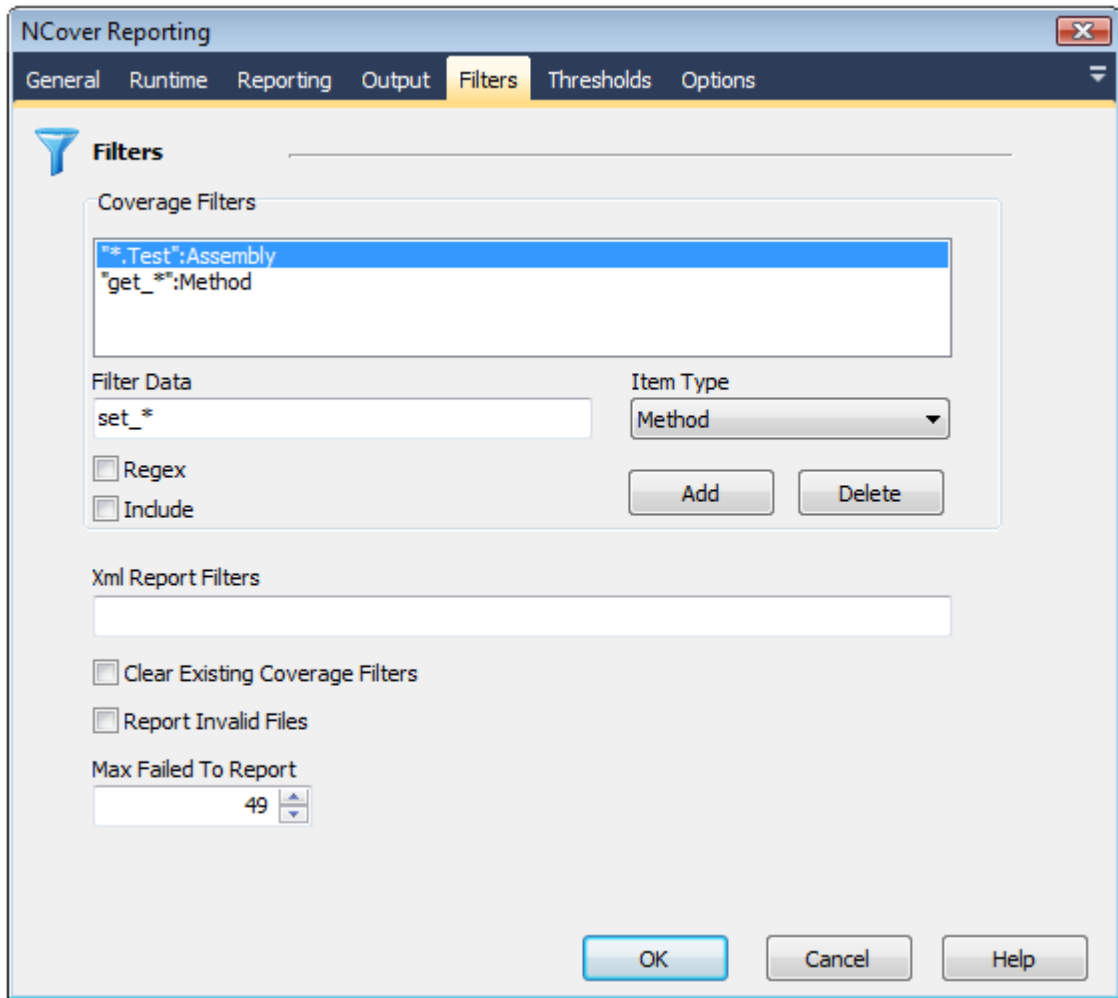 NCover Reporting
General Runtime Reporting Output Filters Thresholds Options
Filters
Coverage Filters
"*.Test":Assembly
"get_*":Method
Filter Data Item Type
set_* Method
Regex
Add Delete
Include
Xml Report Filters
Clear Existing Coverage Filters
Report Invalid Files
Max Failed To Report
49
OK Cancel Help